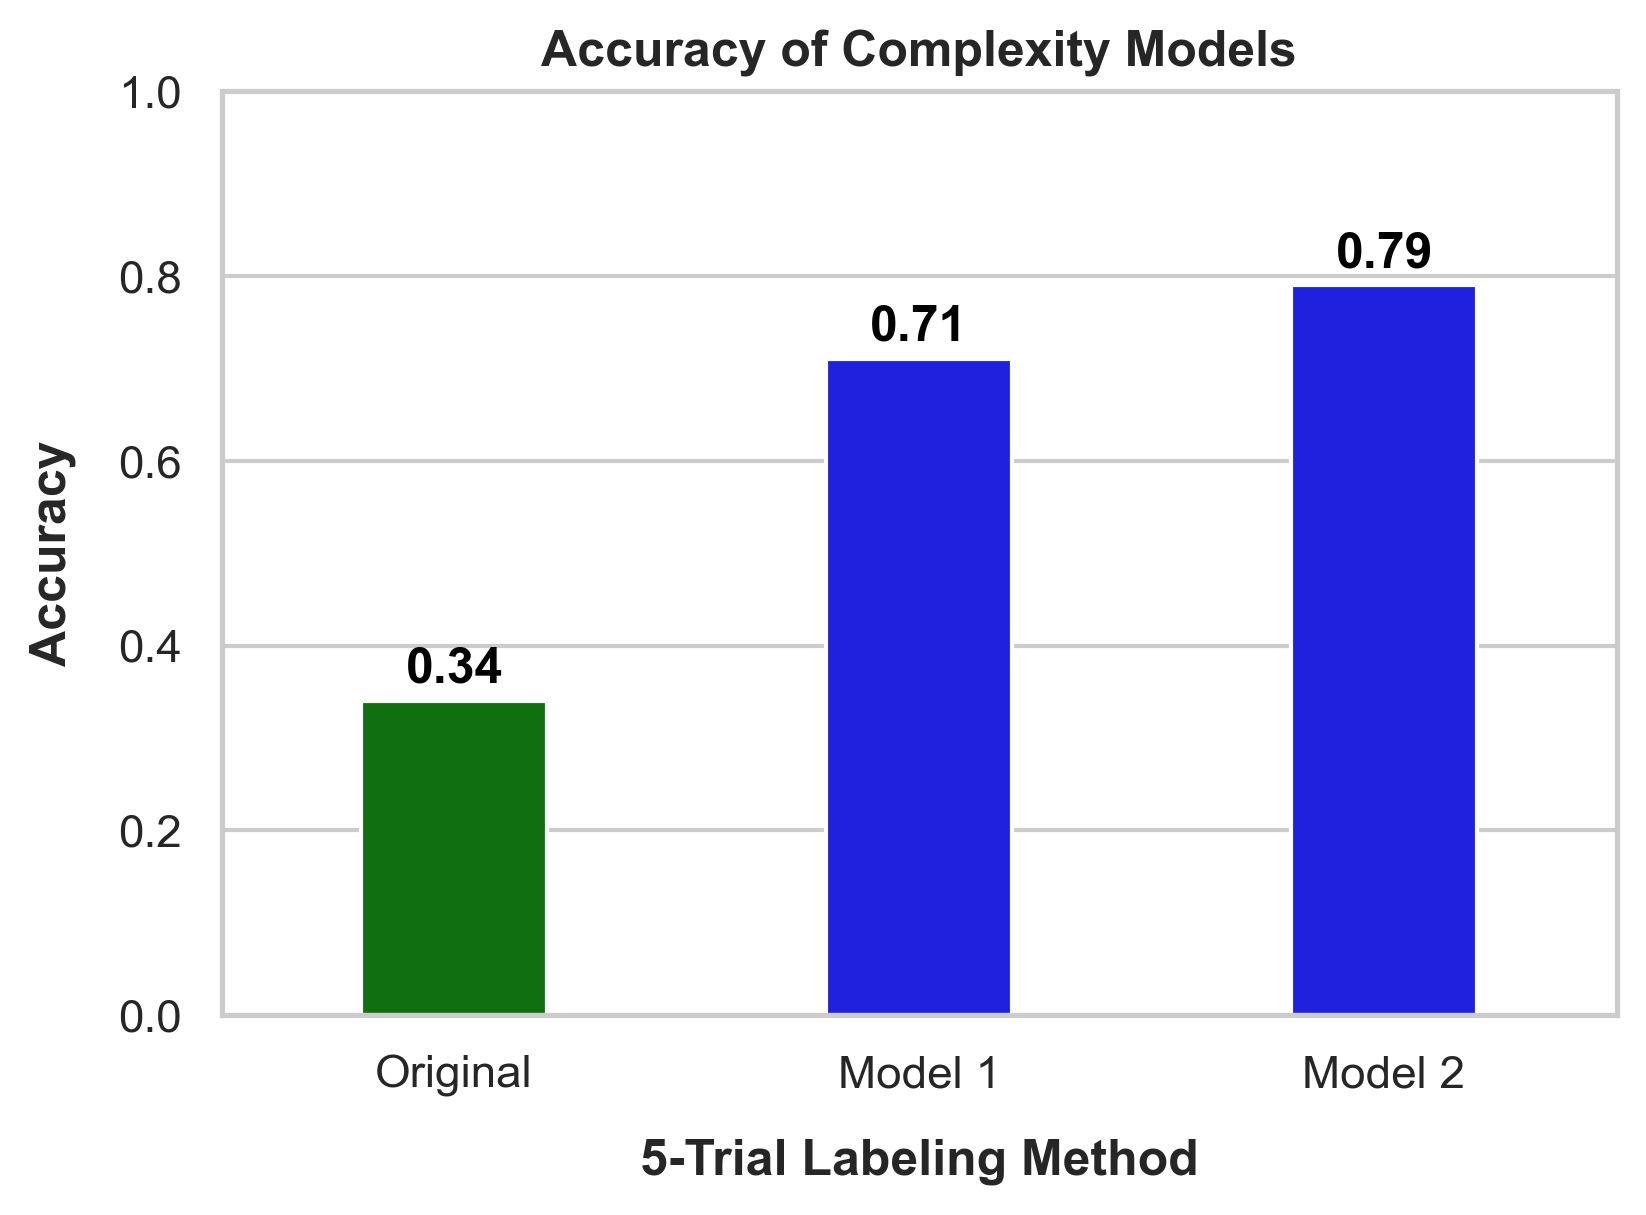 Accuracy of Complexity Models
1.0
0.8
0.6
0.4
0.2
0.0
Accuracy
0.34
0.71
0.79
Original
Model 1
Model 2
5-Trial Labeling Method